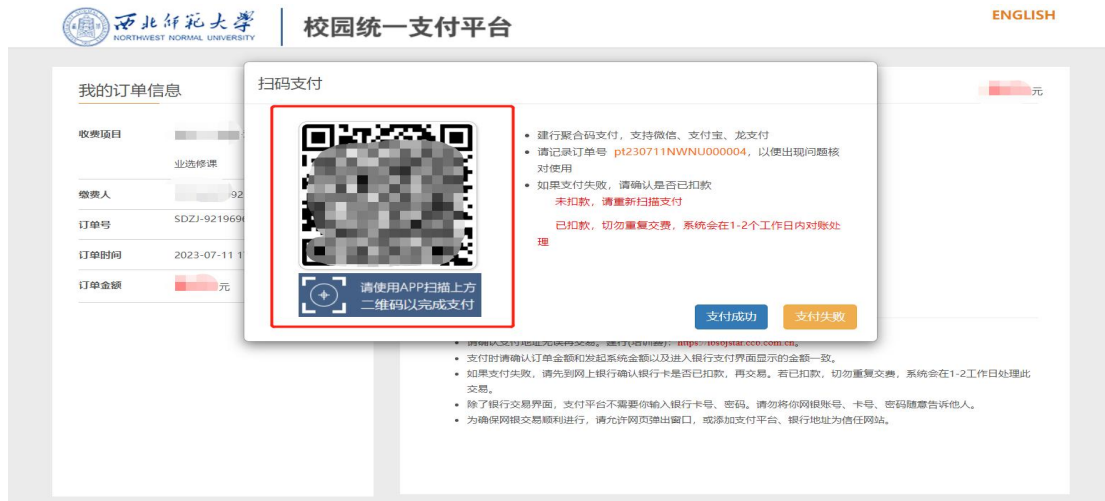 西北师范大学
NORTHWEST NORMAL UNIVERSITY
校园统一支付平台
ENGLISH
我的订单信息
元
收费项目
业选修课
缴费人
92
订单号
SDZJ-921969
订单时间
2023-07-11 1
订单金额
元
扫码支付
请使用APP扫描上方
二维码以完成支付
建行聚合码支付，支持微信、支付宝、龙支付
请记录订单号 pt230711NWNU000004，以便出现问题核
对使用
如果支付失败，请确认是否已扣款
未扣款，请重新扫描支付
已扣款，切勿重复交费，系统会在1-2个工作日内对账处
理
支付成功
支付失败
请确认支付地址无误再交易。建行
支付时请确认订单金额和发起系统金额以及进入银行支付界面显示的金额一致。
如果支付失败，请先到网上银行确认银行卡是否已扣款，再交易。若已扣款，切勿重复交费，系统会在1-2工作日处理此
交易。
除了银行交易界面，支付平台不需要你输入银行卡号、密码。请勿将你网银账号、卡号、密码随意告诉他人。
为确保网银交易顺利进行，请允许网页弹出窗口，或添加支付平台、银行地址为信任网站。